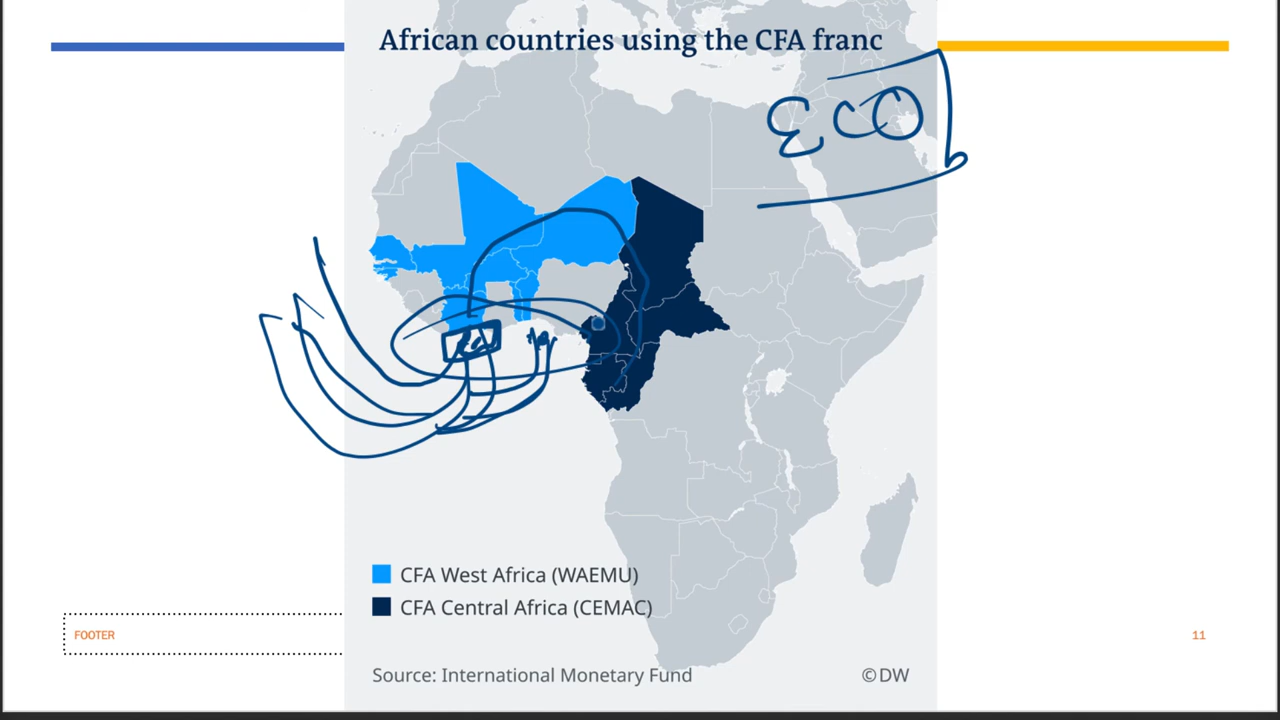 African countries using the CFA franc
ECO
CFA West Africa (WAEMU)
CFA Central Africa (CEMAC)
FOOTER
11
Source: International Monetary Fund
©DW